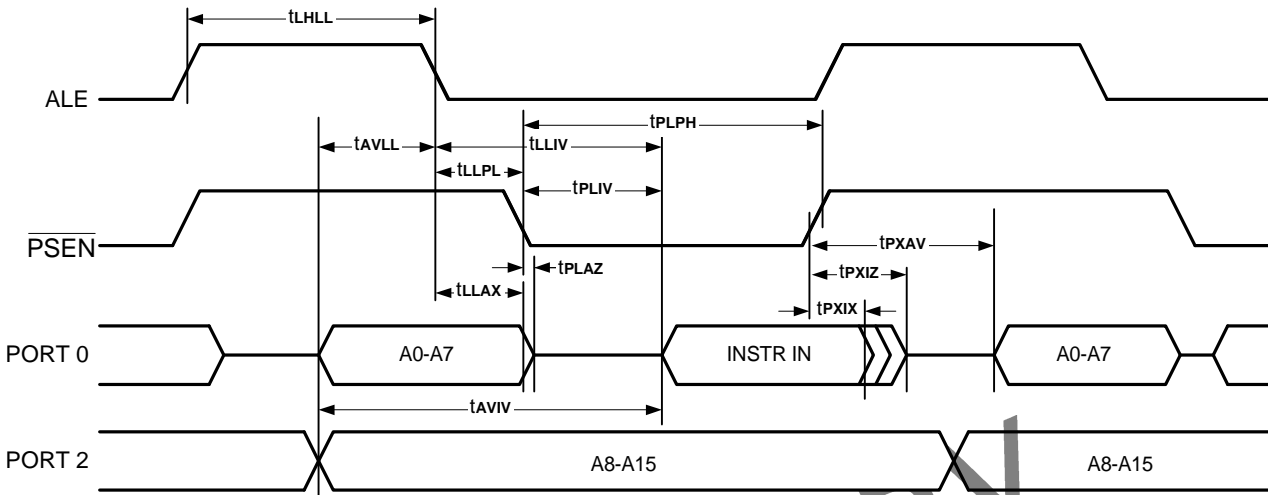 tLHLL
ALE
tPLPH
tAVLL
tLLIV
tLLPL
tPLIV
PSEN
tPXAV
tPLAZ
tPXIZ
tLLAX
tPXIX
PORT 0
A0-A7
INSTR IN
A0-A7
tAVIV
PORT 2
A8-A15
A8-A15